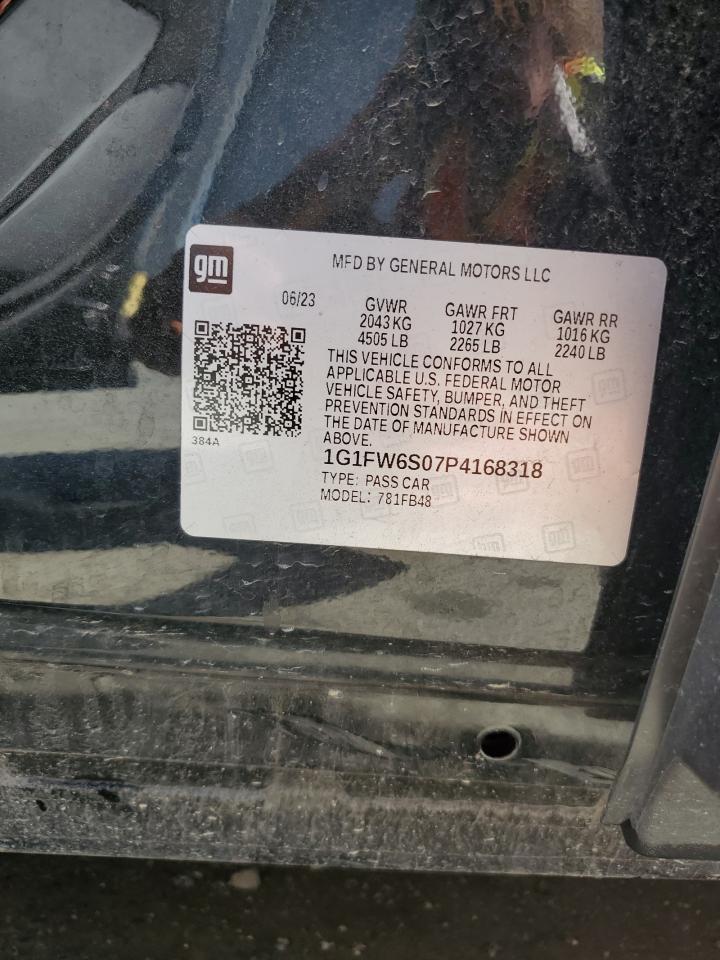 gm
MFD BY GENERAL MOTORS LLC
06/23
GVWR
2043 KG
4505 LB
GAWR FRT
1027 KG
2265 LB
GAWR RR
1016 KG
2240 LB
THIS VEHICLE CONFORMS TO ALL
APPLICABLE U.S. FEDERAL MOTOR
VEHICLE SAFETY, BUMPER, AND THEFT
PREVENTION STANDARDS IN EFFECT ON
THE DATE OF MANUFACTURE SHOWN
ABOVE.
384A
1G1FW6S07P4168318
TYPE: PASS CAR
MODEL: 781FB48